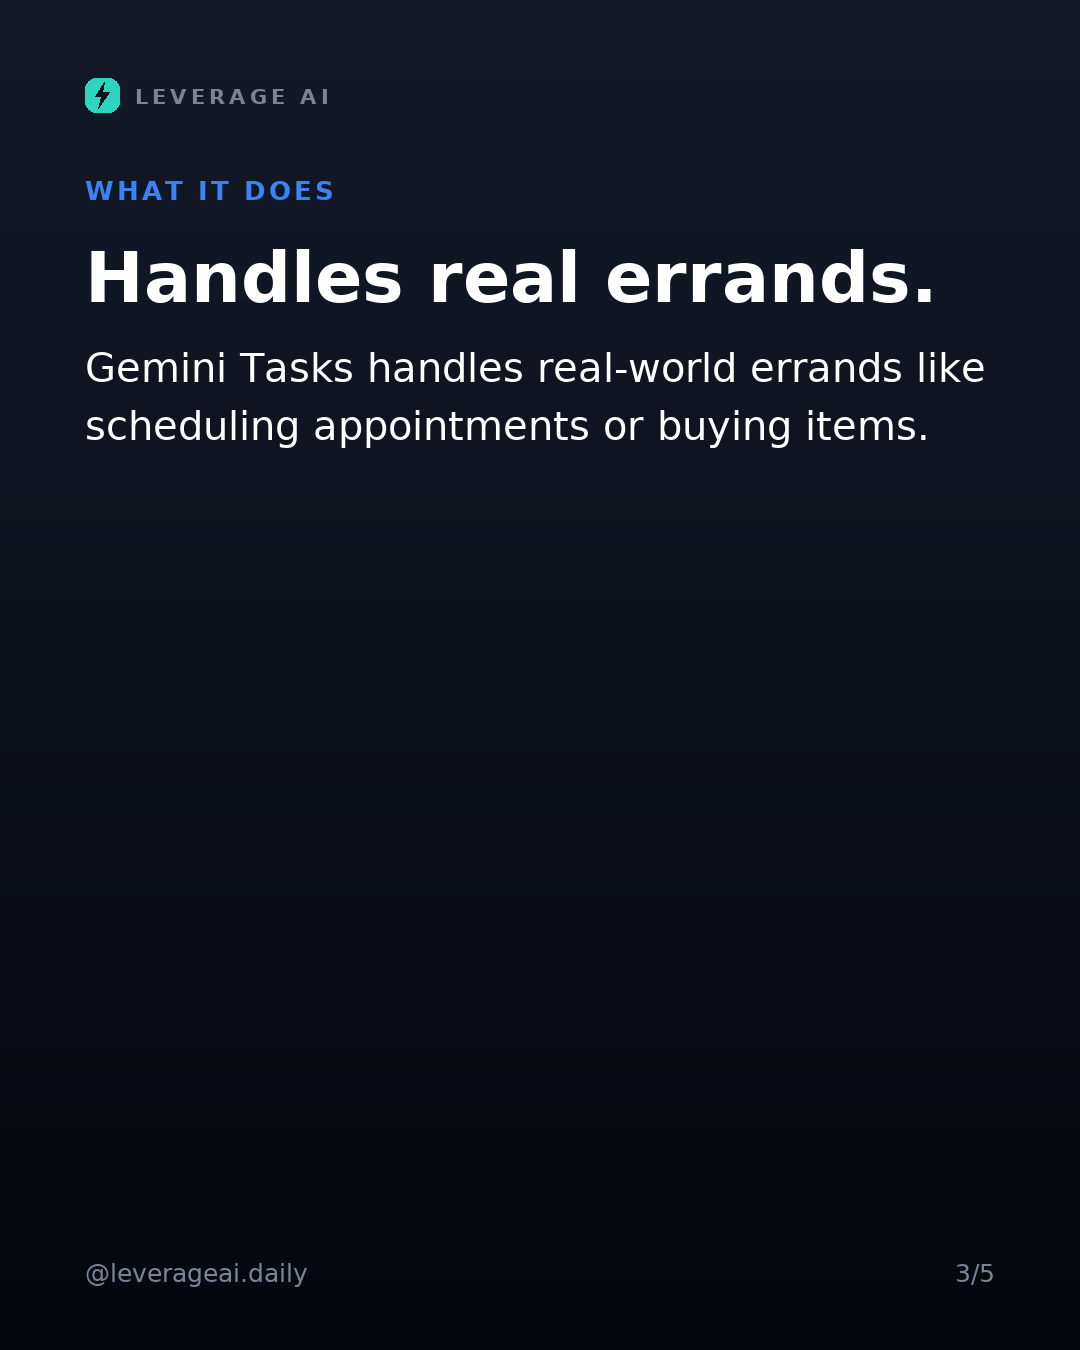 LEVERAGE AI
WHAT IT DOES
Handles real errands.
Gemini Tasks handles real-world errands like
scheduling appointments or buying items.
@leverageai.daily
3/5